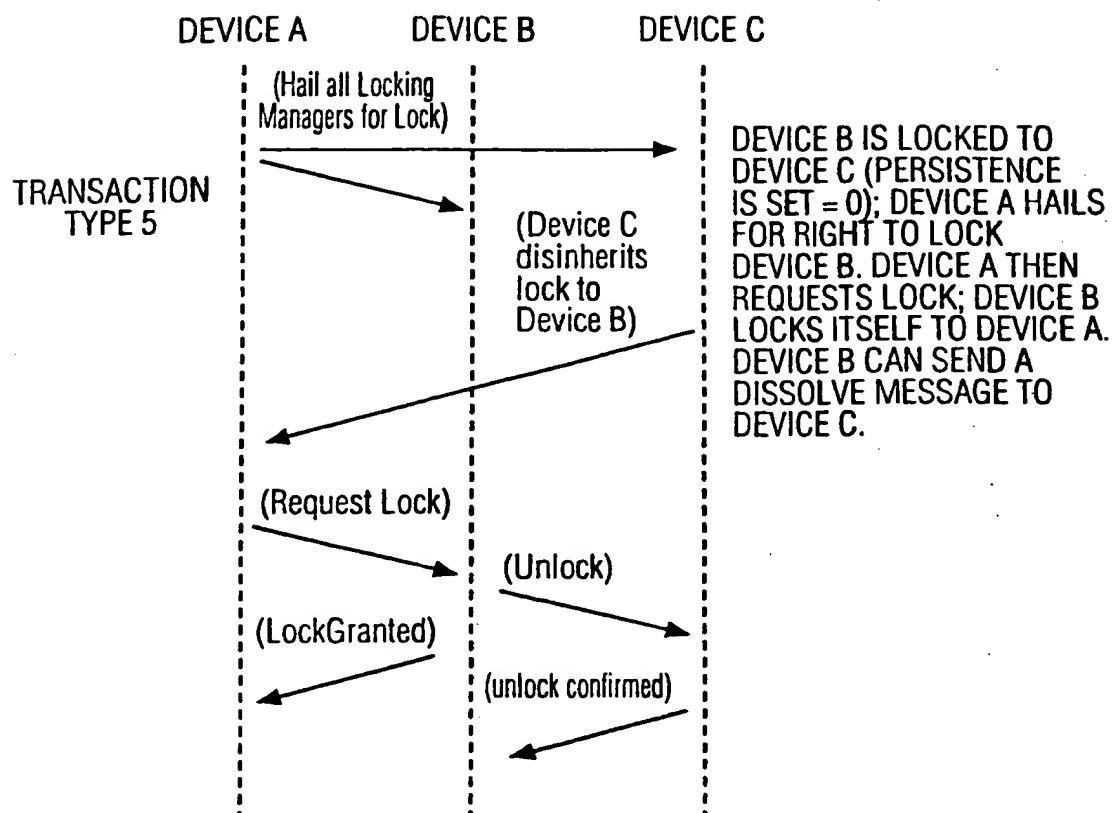 DEVICE A DEVICE B DEVICE C
(Hail all Locking
Managers for Lock)
TRANSACTION
TYPE 5
(Device C
disinherits
lock to
Device B)
DEVICE B IS LOCKED TO
DEVICE C (PERSISTENCE
IS SET = 0); DEVICE A HAILS
FOR RIGHT TO LOCK
DEVICE B. DEVICE A THEN
REQUESTS LOCK; DEVICE B
LOCKS ITSELF TO DEVICE A.
DEVICE B CAN SEND A
DISSOLVE MESSAGE TO
DEVICE C.
(Request Lock)
(Unlock)
(LockGranted)
(unlock confirmed)